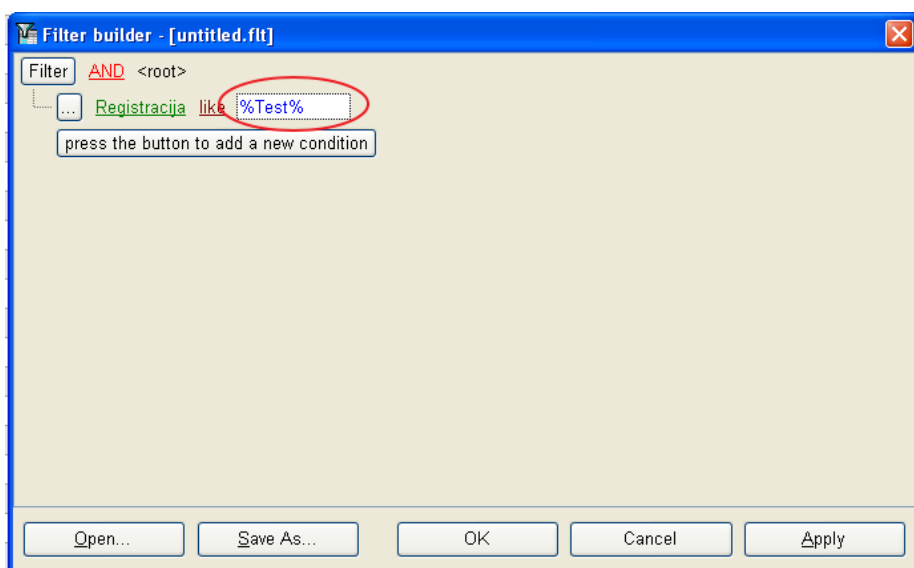 Filter builder - [untitled.flt]
Filter AND <root>
... Registracija like %Test%
press the button to add a new condition
Open... Save As... OK Cancel Apply